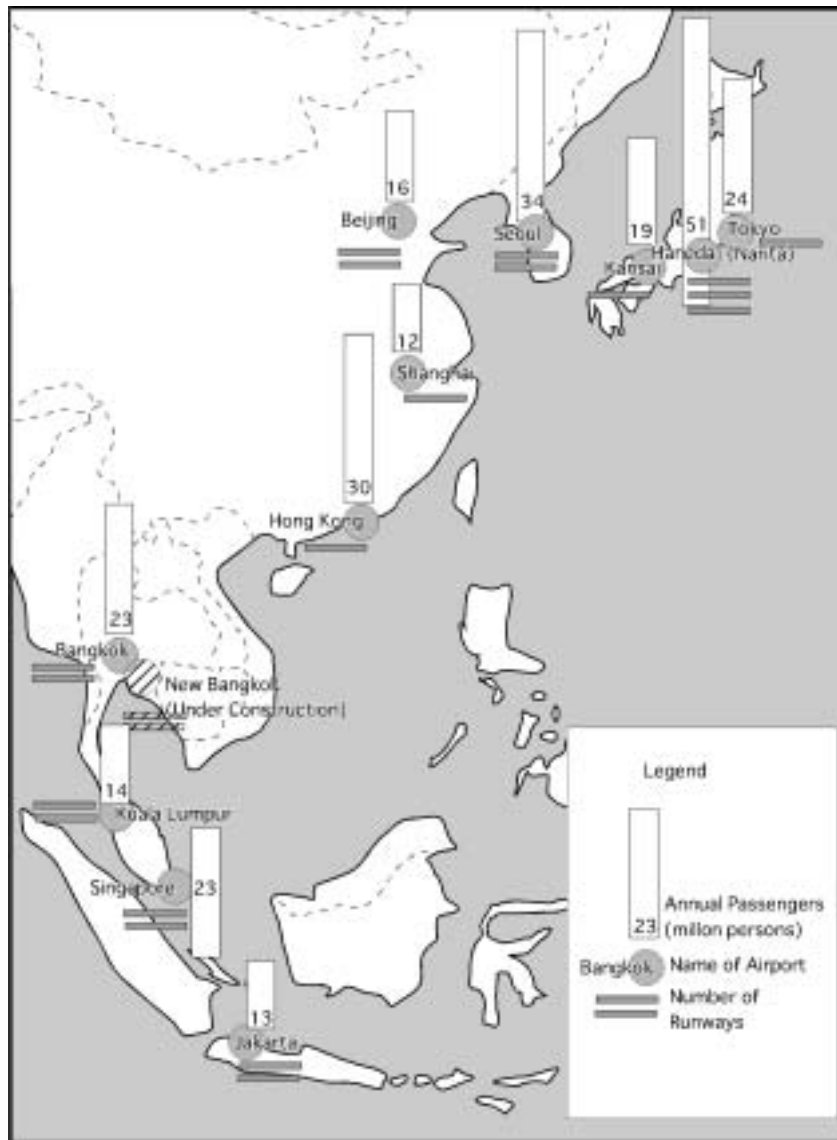 16
Beijing
34
Seoul
19
Kansai
51
Haneda
24
Tokyo
(Narita)
12
Shanghai
30
Hong Kong
23
Bangkok
New Bangkok
(Under Construction)
14
Kuala Lumpur
Singapore
23
13
Jakarta
Legend
23
Annual Passengers
(millon persons)
Bangkok
Name of Airport
Number of
Runways